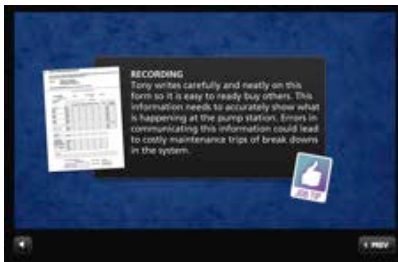 RECORDING
Tony writes carefully and neatly on this
form so it is easy to ready buy others. This
information needs to accurately show what
is happening at the pump station. Errors in
communicating this information could lead
to costly maintenance trips of break downs
in the system.
JOB TIP
PREV